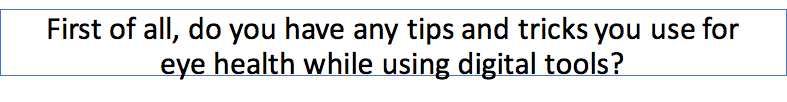 First of all, do you have any tips and tricks you use for
eye health while using digital tools?